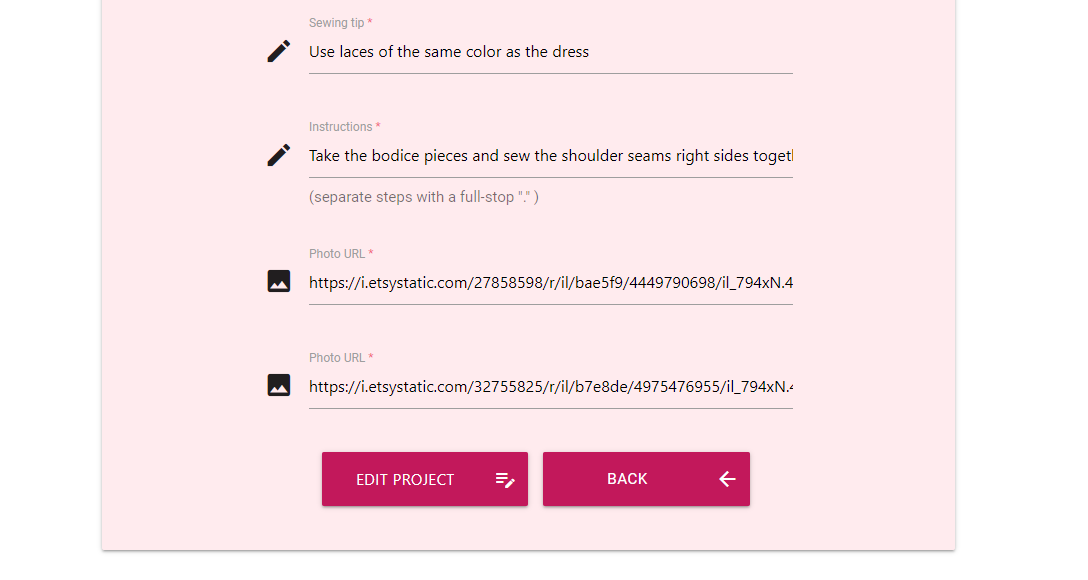 Sewing tip *
Use laces of the same color as the dress
Instructions *
Take the bodice pieces and sew the shoulder seams right sides togeth
(separate steps with a full-stop "." )
Photo URL *
https://i.etsystatic.com/27858598/r/il/bae5f9/4449790698/il_794xN.4
Photo URL *
https://i.etsystatic.com/32755825/r/il/b7e8de/4975476955/il_794xN.4
EDIT PROJECT
BACK